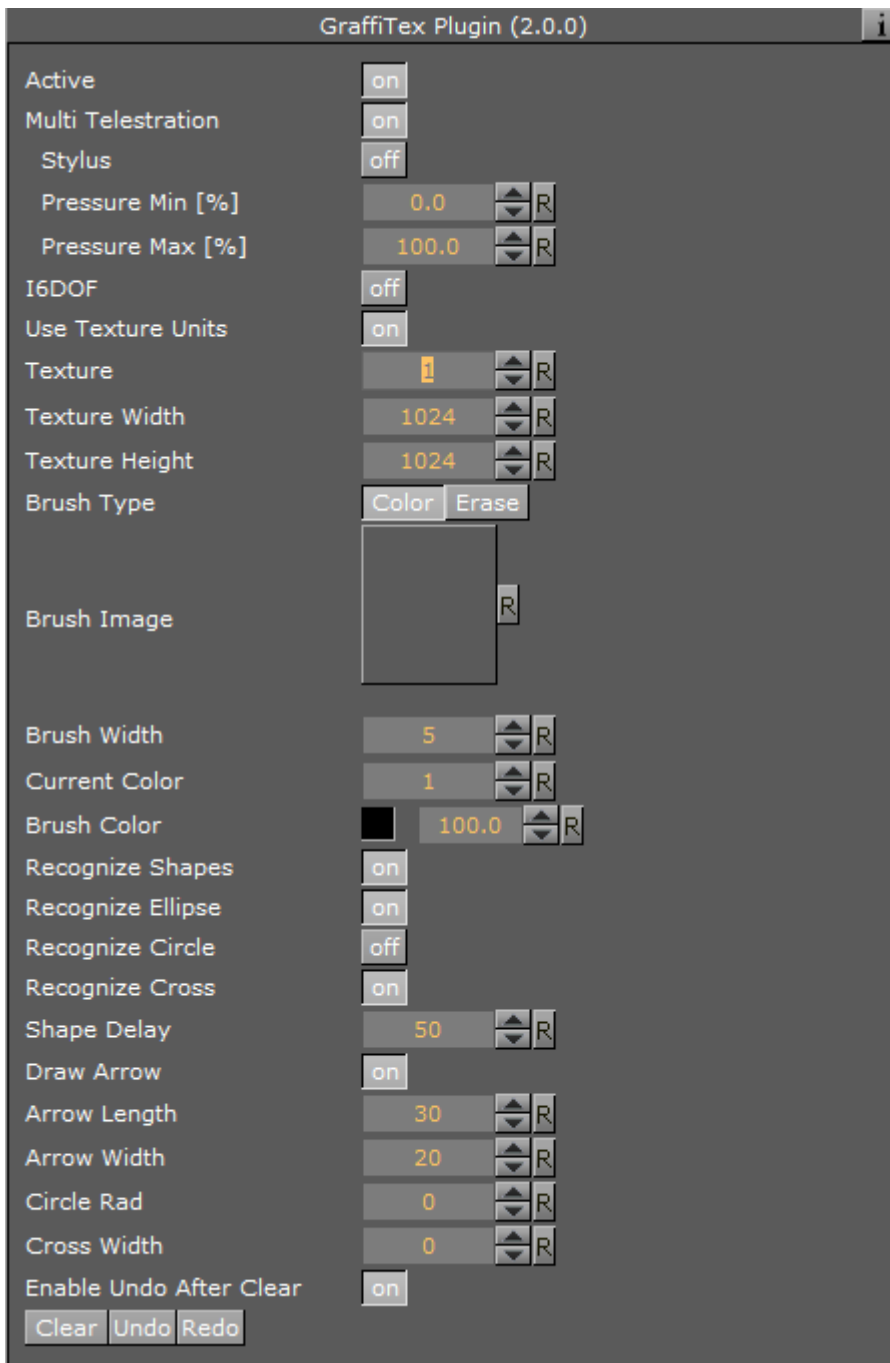 GraffiTex Plugin (2.0.0) i
Active on
Multi Telestration on
Stylus off
Pressure Min [%] 0.0 R
Pressure Max [%] 100.0 R
I6DOF off
Use Texture Units on
Texture 1 R
Texture Width 1024 R
Texture Height 1024 R
Brush Type Color Erase
Brush Image R
Brush Width 5 R
Current Color 1 R
Brush Color 100.0 R
Recognize Shapes on
Recognize Ellipse on
Recognize Circle off
Recognize Cross on
Shape Delay 50 R
Draw Arrow on
Arrow Length 30 R
Arrow Width 20 R
Circle Rad 0 R
Cross Width 0 R
Enable Undo After Clear on
Clear Undo Redo